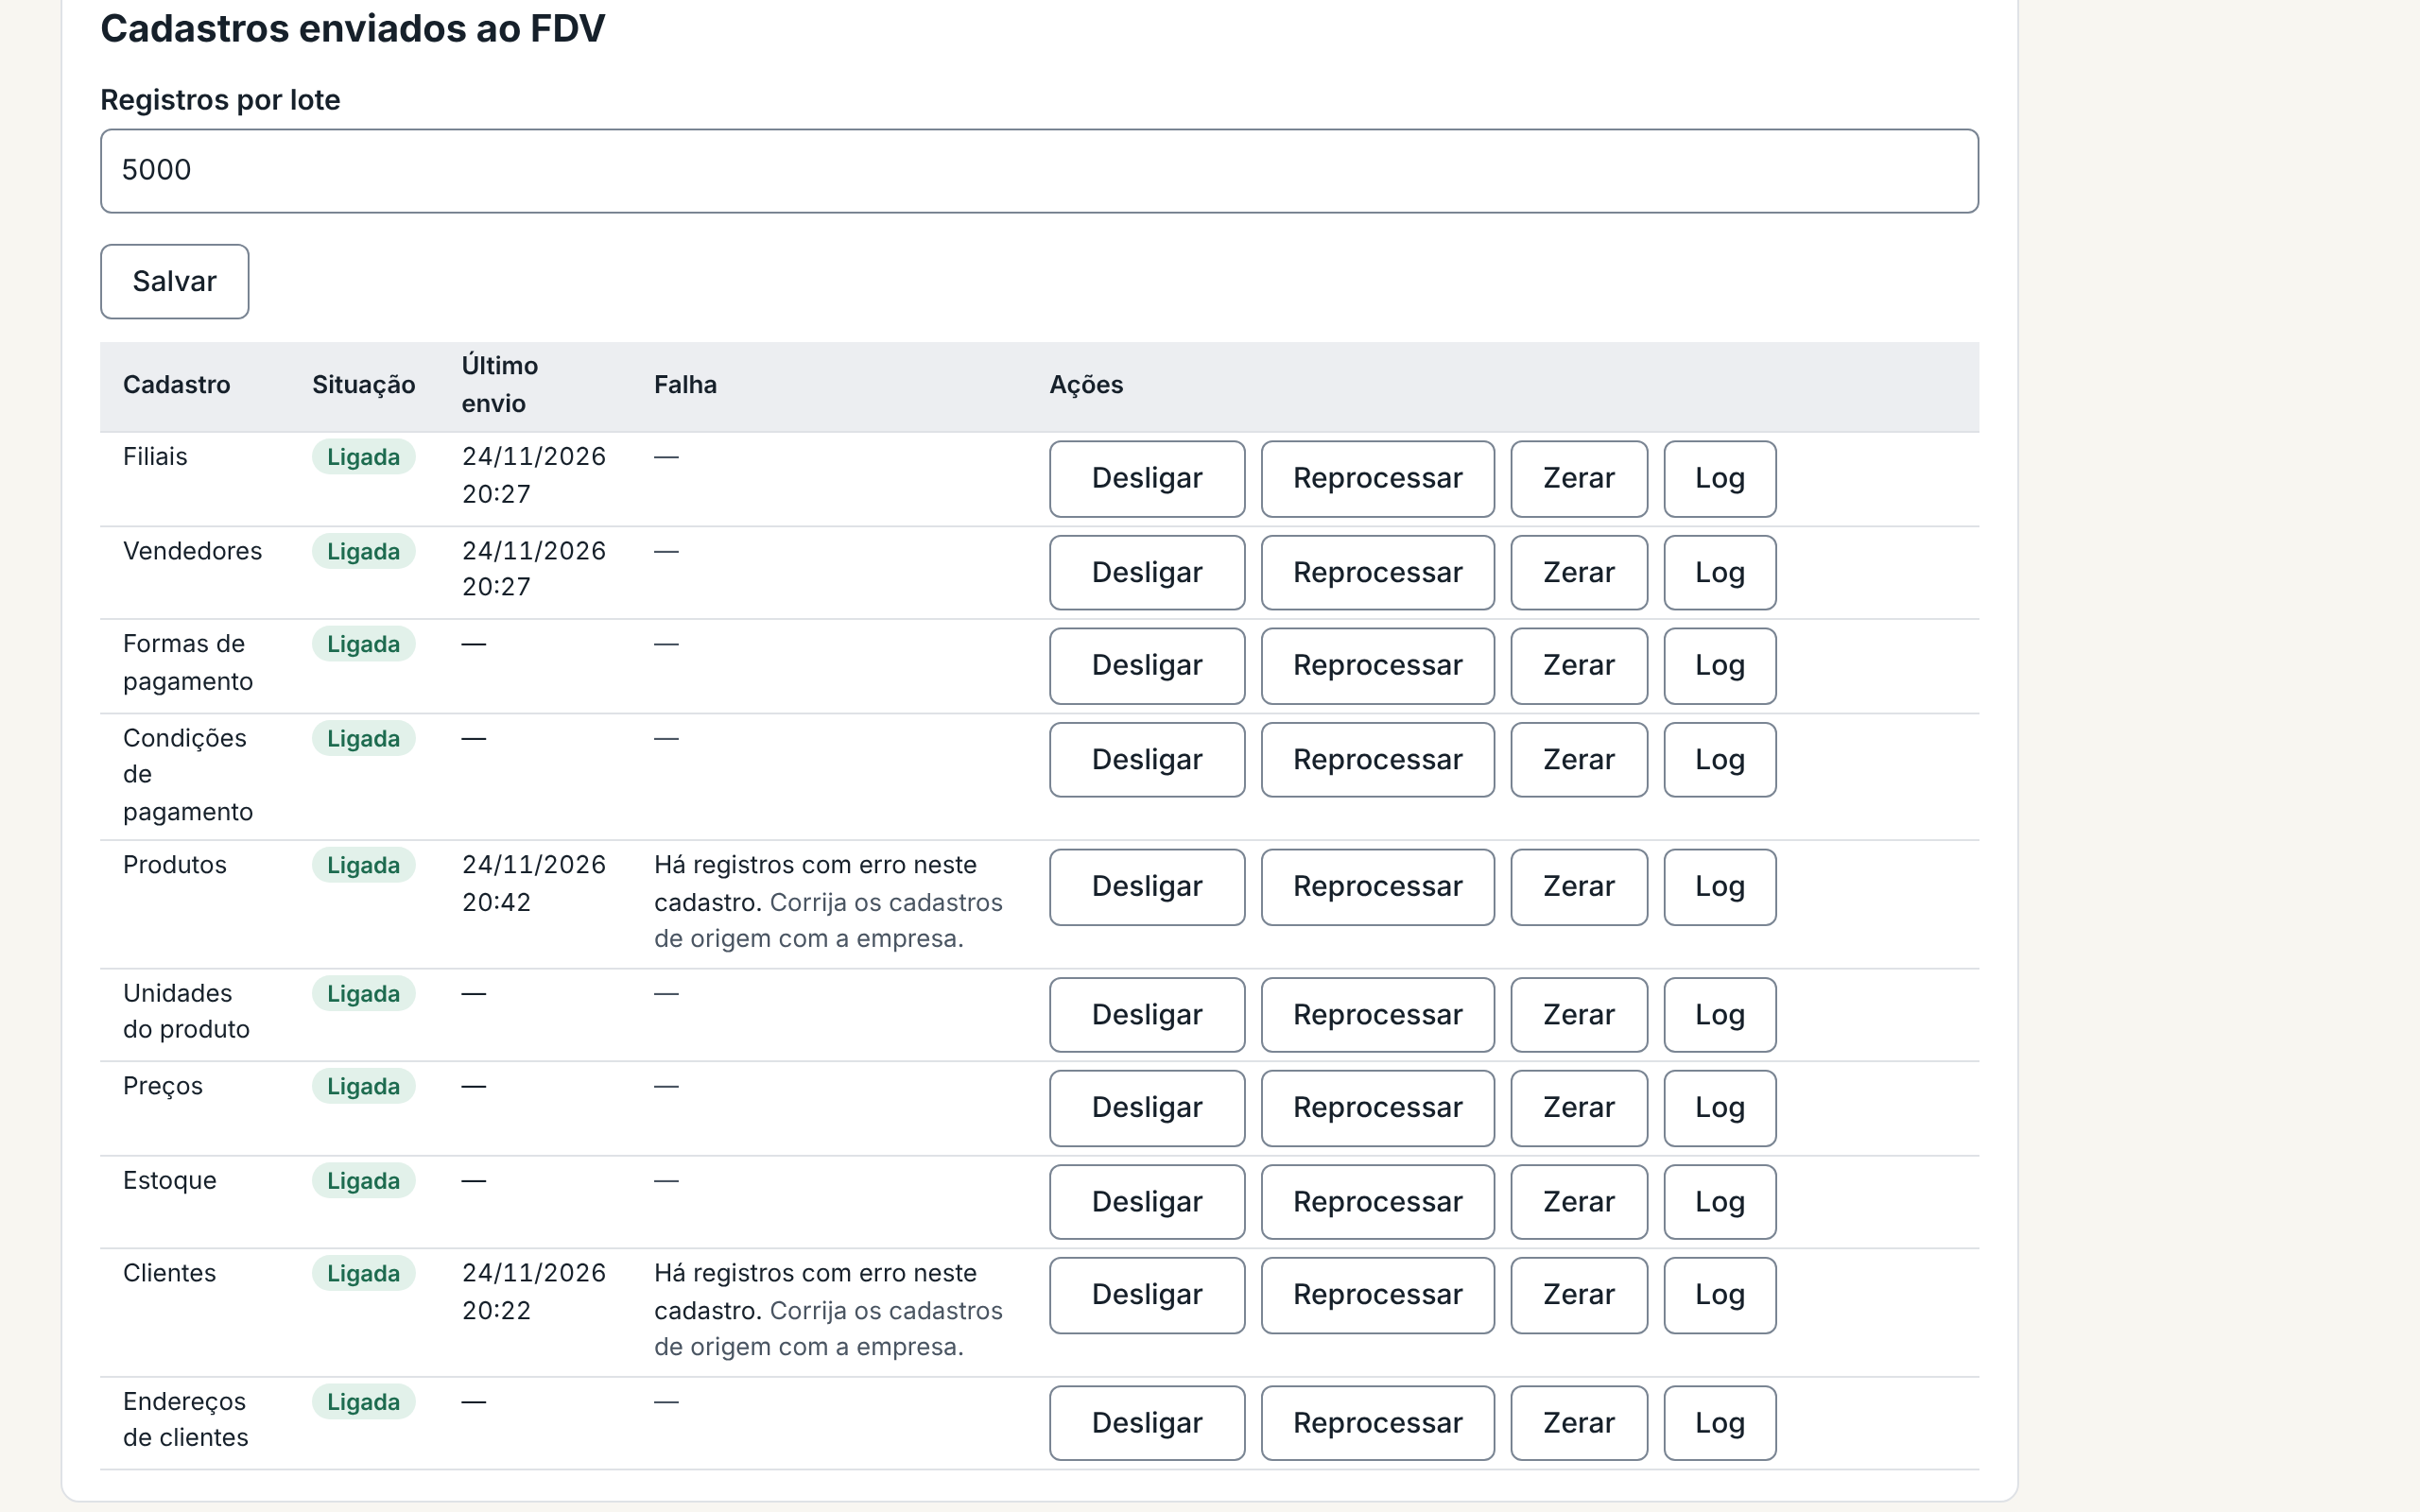 Cadastros enviados ao FDV
Registros por lote
5000
Salvar
Cadastro Situação Último envio Falha Ações
Filiais Ligada 24/11/2026 — Desligar Reprocessar Zerar Log
20:27
Vendedores Ligada 24/11/2026 — Desligar Reprocessar Zerar Log
20:27
Formas de Ligada — — Desligar Reprocessar Zerar Log
pagamento
Condições Ligada — — Desligar Reprocessar Zerar Log
de
pagamento
Produtos Ligada 24/11/2026 Há registros com erro neste Desligar Reprocessar Zerar Log
20:42 cadastro. Corrija os cadastros
de origem com a empresa.
Unidades Ligada — — Desligar Reprocessar Zerar Log
do produto
Preços Ligada — — Desligar Reprocessar Zerar Log
Estoque Ligada — — Desligar Reprocessar Zerar Log
Clientes Ligada 24/11/2026 Há registros com erro neste Desligar Reprocessar Zerar Log
20:22 cadastro. Corrija os cadastros
de origem com a empresa.
Endereços Ligada — — Desligar Reprocessar Zerar Log
de clientes